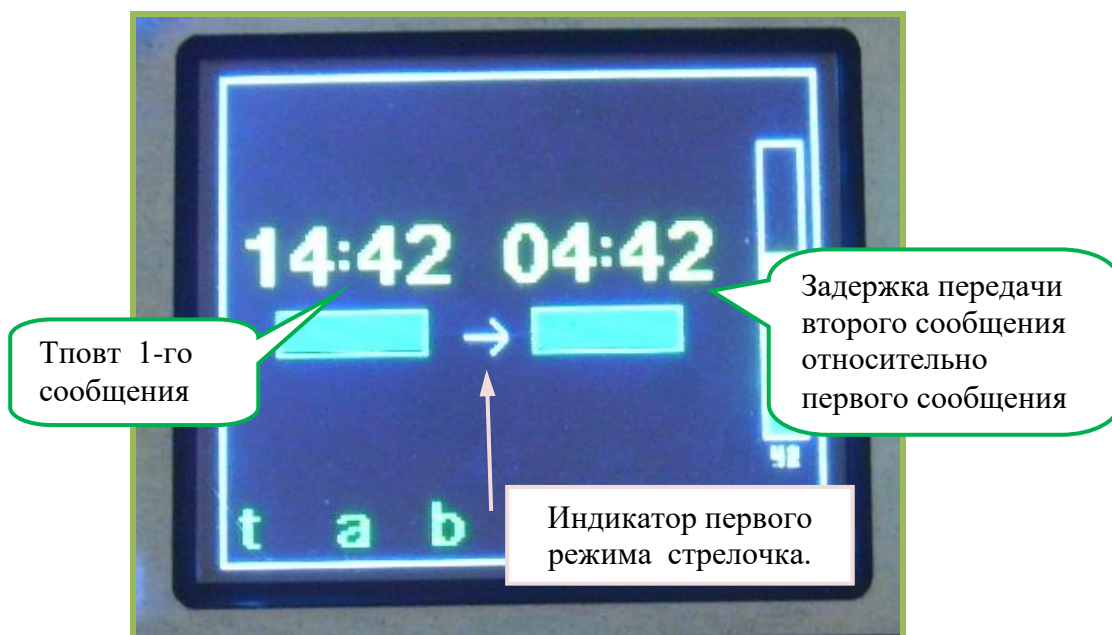 14:42 04:42
Тповт 1-го
сообщения
→
Задержка передачи
второго сообщения
относительно
первого сообщения
t a b
Индикатор первого
режима стрелочка.